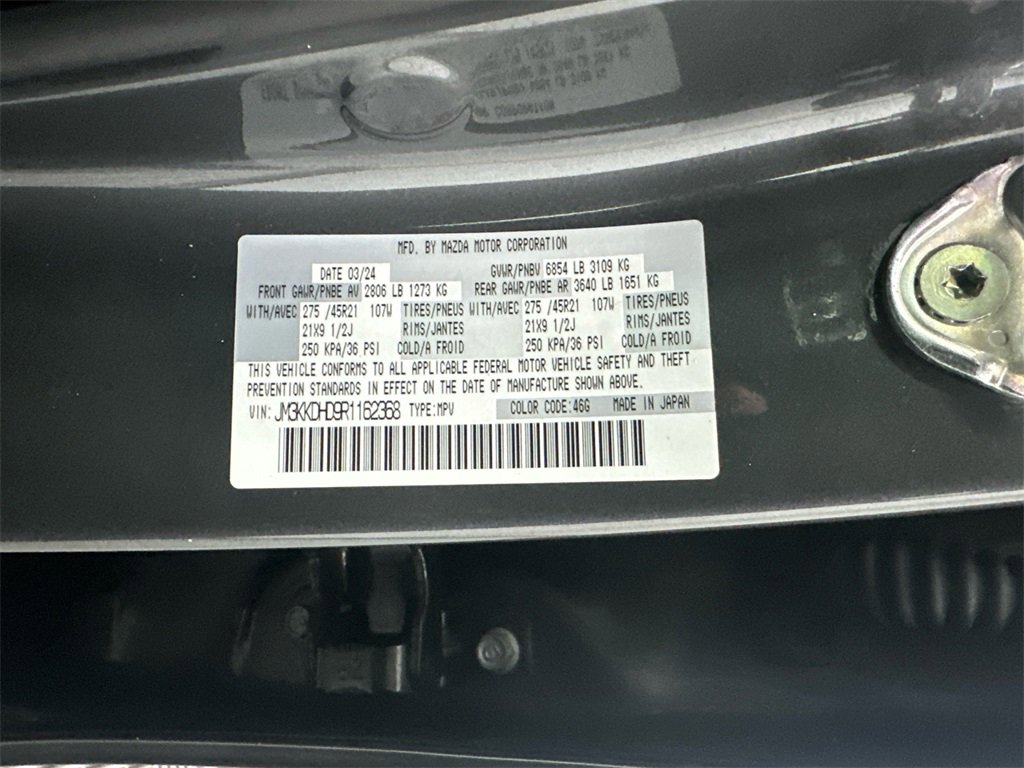 MFD. BY MAZDA MOTOR CORPORATION
DATE 03/24 GVWR/PNBV 6854 LB 3109 KG
FRONT GAWR/PNBE AV 2806 LB 1273 KG REAR GAWR/PNBE AR 3640 LB 1651 KG
WITH/AVEC 275 /45R21 107W TIRES/PNEUS WITH/AVEC 275 /45R21 107W TIRES/PNEUS
21X9 1/2J RIMS/JANTES 21X9 1/2J RIMS/JANTES
250 KPA/36 PSI COLD/A FROID 250 KPA/36 PSI COLD/A FROID
THIS VEHICLE CONFORMS TO ALL APPLICABLE FEDERAL MOTOR VEHICLE SAFETY AND THEFT
PREVENTION STANDARDS IN EFFECT ON THE DATE OF MANUFACTURE SHOWN ABOVE.
VIN: JM3KKDHD9R1162368 TYPE:MPV COLOR CODE:46G MADE IN JAPAN